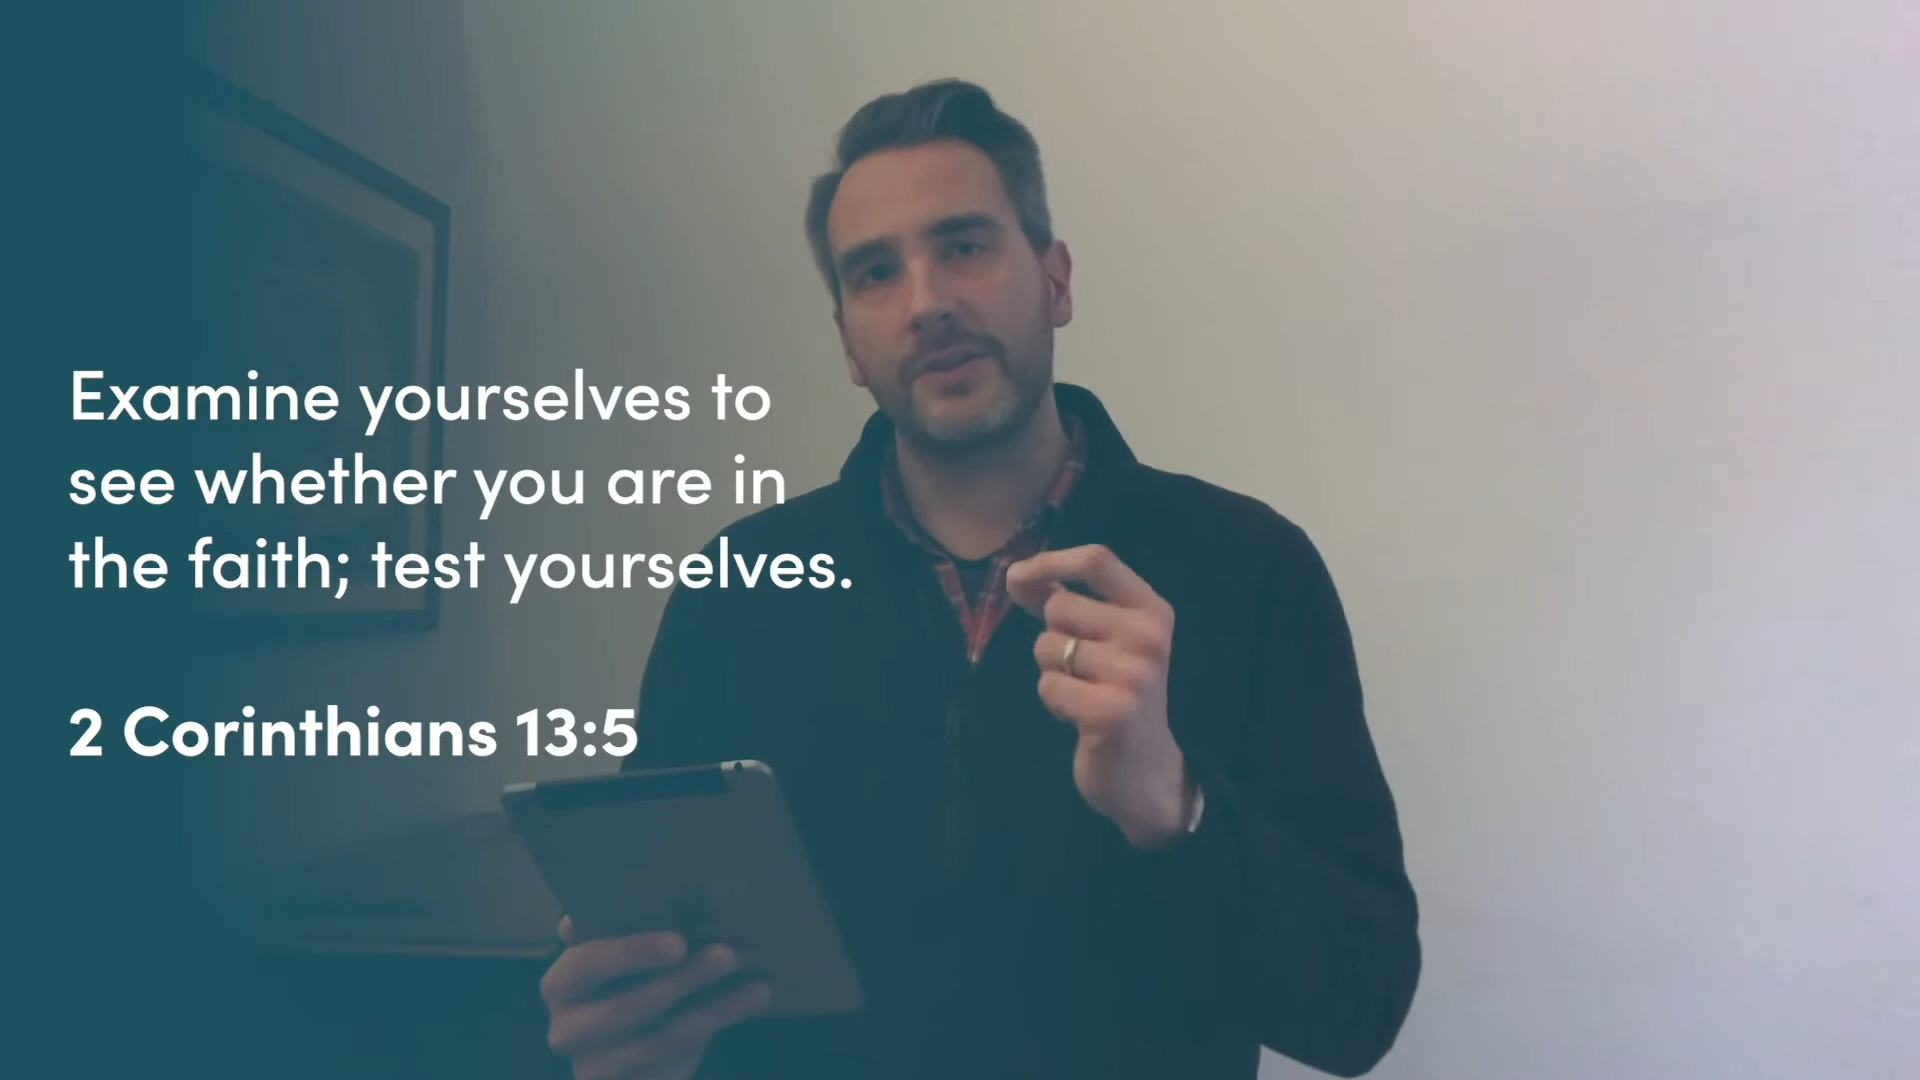 Examine yourselves to
see whether you are in
the faith; test yourselves.
2 Corinthians 13:5